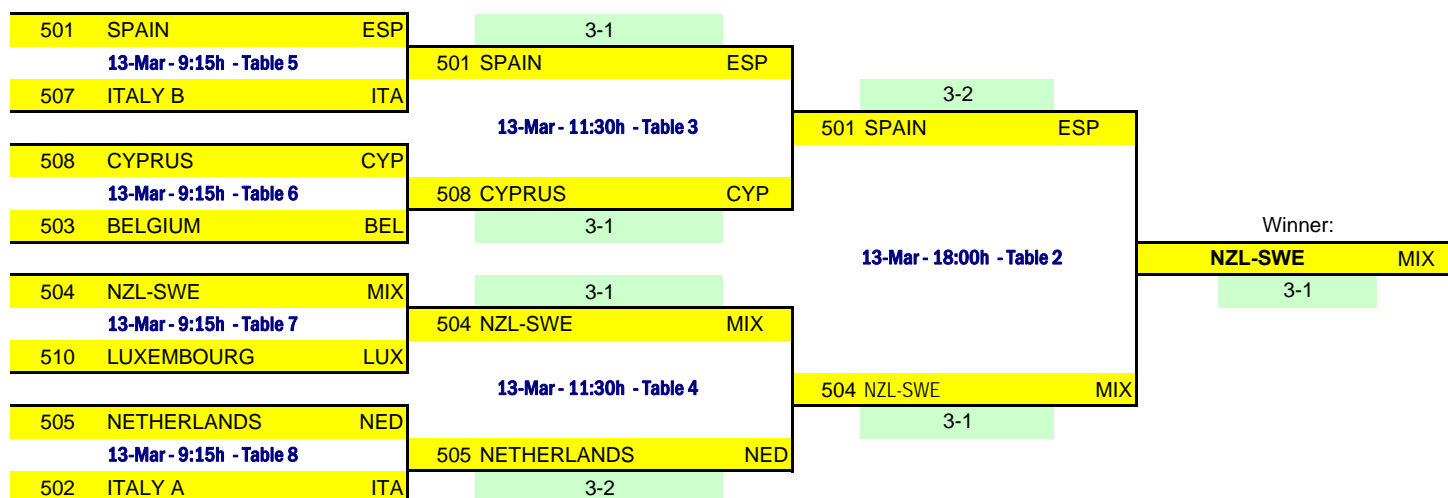 501 SPAIN ESP 3-1
13-Mar - 9:15h - Table 5 501 SPAIN ESP
507 ITALY B ITA 3-2
13-Mar - 11:30h - Table 3 501 SPAIN ESP
508 CYPRUS CYP
13-Mar - 9:15h - Table 6 508 CYPRUS CYP
503 BELGIUM BEL 3-1 Winner:
13-Mar - 18:00h - Table 2 NZL-SWE MIX
504 NZL-SWE MIX 3-1 3-1
13-Mar - 9:15h - Table 7 504 NZL-SWE MIX
510 LUXEMBOURG LUX
13-Mar - 11:30h - Table 4 504 NZL-SWE MIX
505 NETHERLANDS NED 3-1
13-Mar - 9:15h - Table 8 505 NETHERLANDS NED
502 ITALY A ITA 3-2